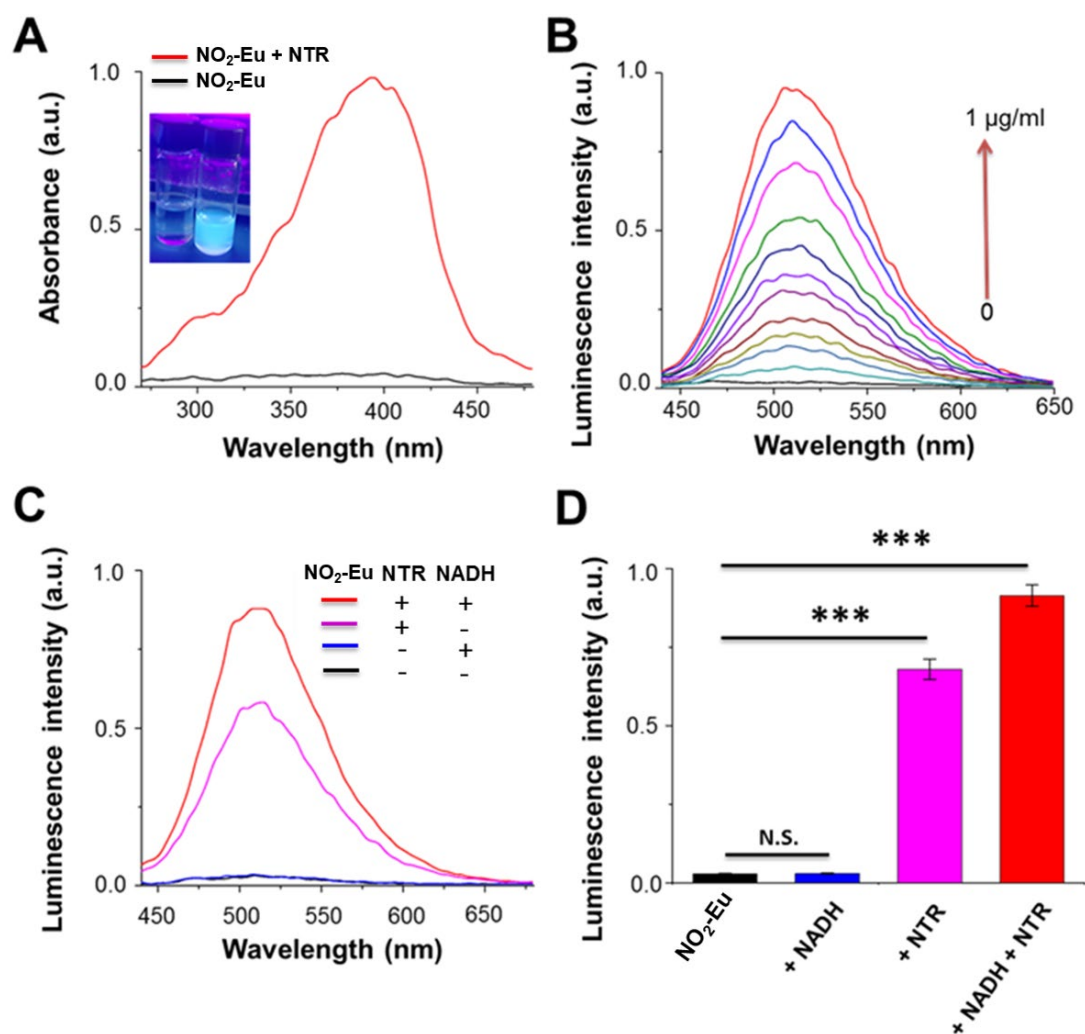 A
NO₂-Eu + NTR
NO₂-Eu
1.0
0.5
0.0
Absorbance (a.u.)
300 350 400 450
Wavelength (nm)
B
1.0
0.5
0.0
Luminescence intensity (a.u.)
1 µg/ml
0
450 500 550 600 650
Wavelength (nm)
C
NO₂-Eu NTR NADH
+ +
+ -
- +
- -
1.0
0.5
0.0
Luminescence intensity (a.u.)
450 500 550 600 650
Wavelength (nm)
D
***
***
N.S.
1.0
0.5
0.0
Luminescence intensity (a.u.)
NO₂-Eu
+ NADH
+ NTR
+ NADH + NTR